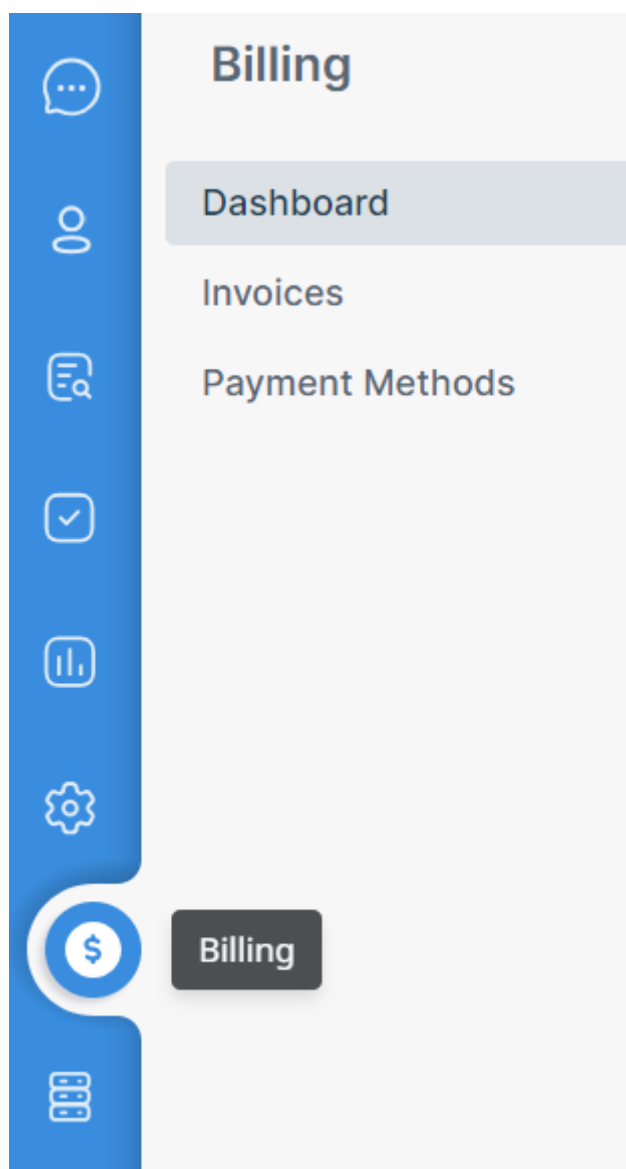 Billing
Dashboard
Invoices
Payment Methods
$
Billing